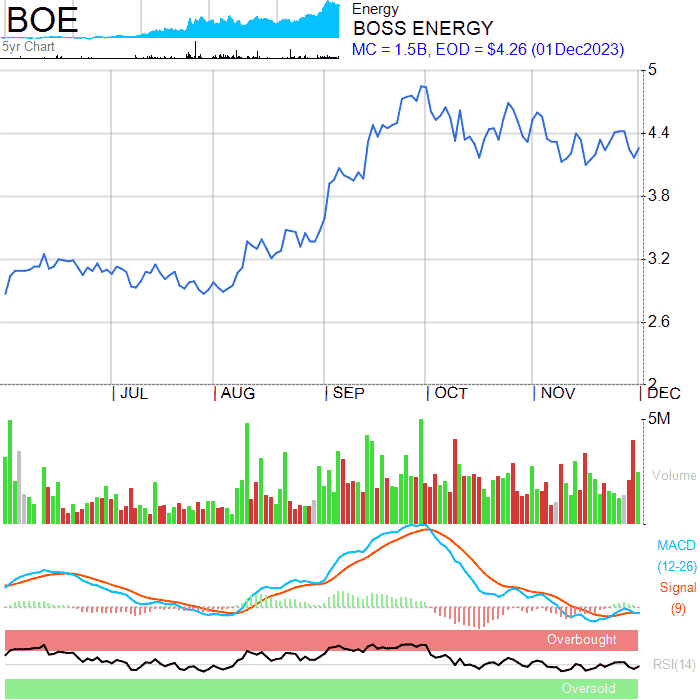 BOE
Energy
BOSS ENERGY
5yr Chart
MC = 1.5B, EOD = $4.26 (01Dec2023)
5
4.4
3.8
3.2
2.6
2
JUL
AUG
SEP
OCT
NOV
DEC
5M
Volume
MACD
(12-26)
Signal
(9)
Overbought
RSI(14)
Oversold